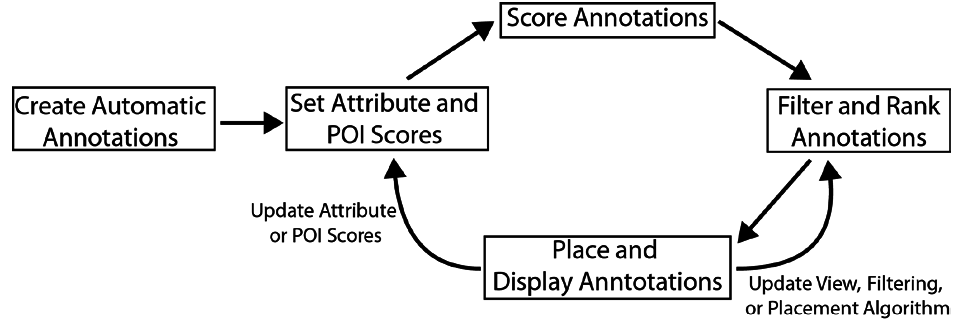 Score Annotations
Create Automatic
Annotations
Set Attribute and
POI Scores
Filter and Rank
Annotations
Update Attribute
or POI Scores
Place and
Display Anntotations
Update View, Filtering,
or Placement Algorithm